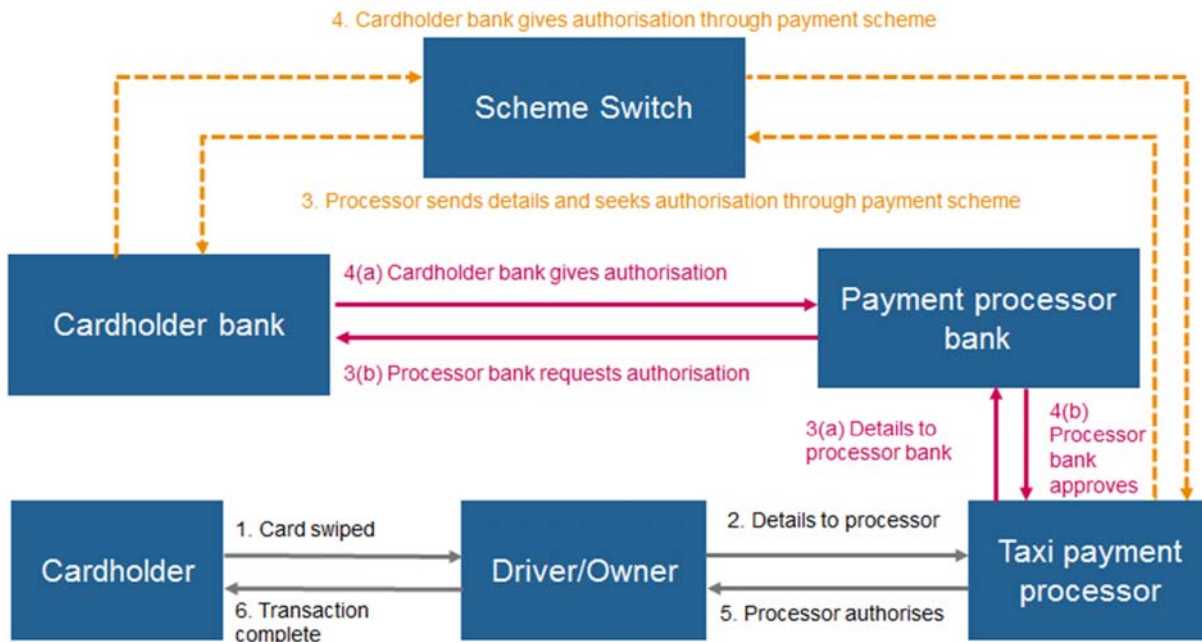 4. Cardholder bank gives authorisation through payment scheme
Scheme Switch
3. Processor sends details and seeks authorisation through payment scheme
Cardholder bank
4(a) Cardholder bank gives authorisation
3(b) Processor bank requests authorisation
Payment processor
bank
3(a) Details to
processor bank
4(b)
Processor
bank
approves
Cardholder
1. Card swiped
6. Transaction
complete
Driver/Owner
2. Details to processor
5. Processor authorises
Taxi payment
processor